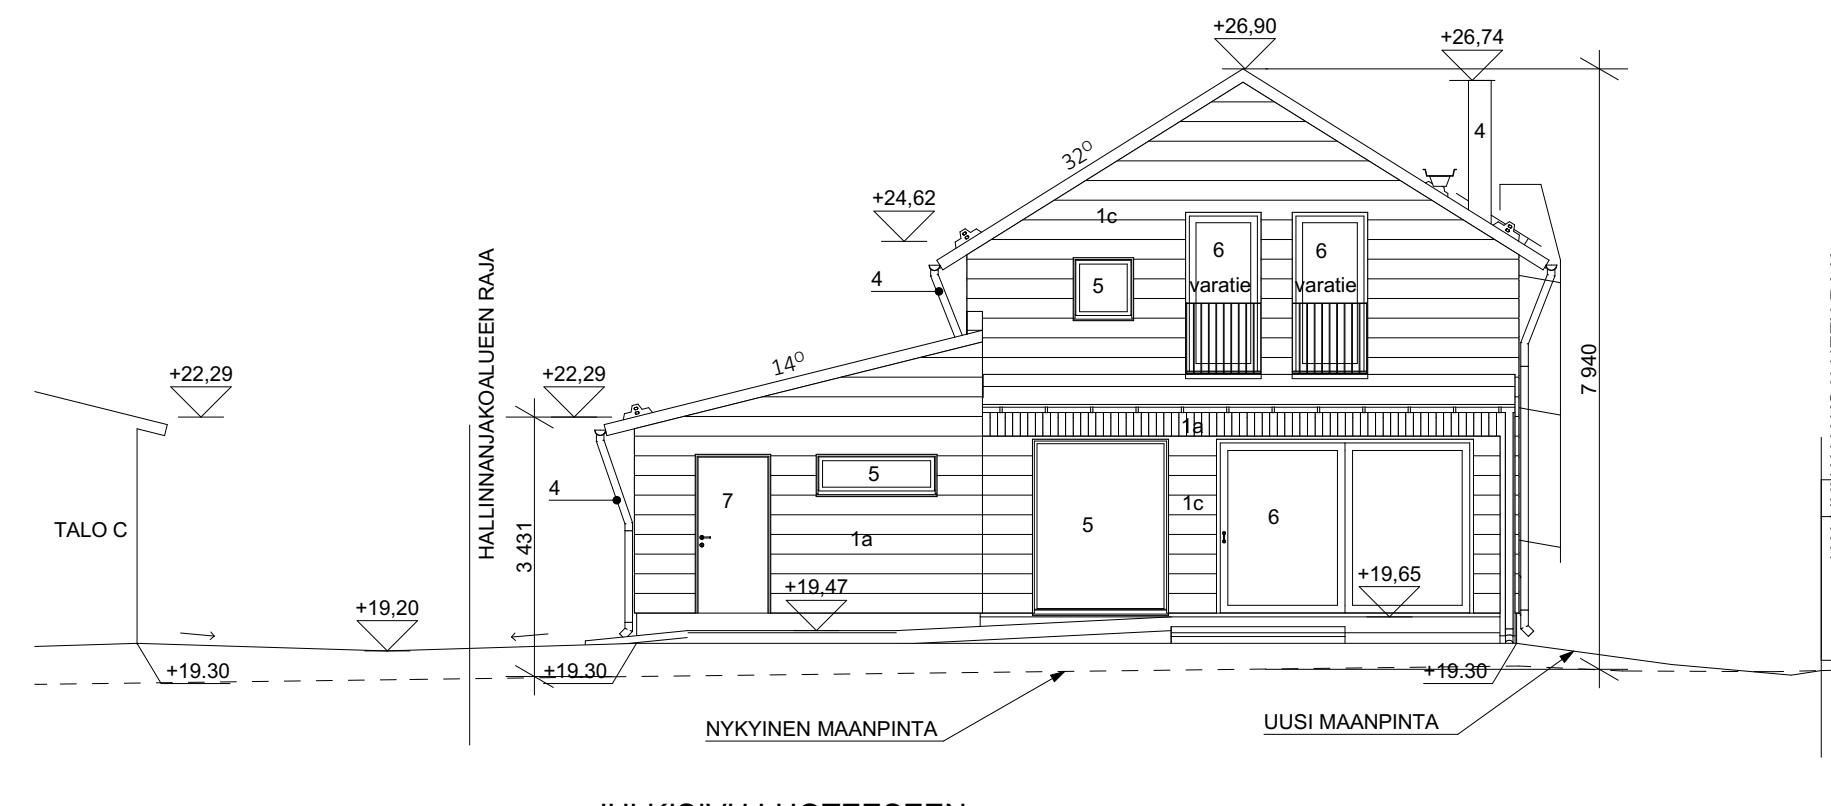 +26,90
+26,74
4
32°
+24,62
1c
6
varatie
6
varatie
5
4
HALLINNANJAKOALUEEN RAJA
14°
+22,29
+22,29
7 940
1a
5
7
4
1c
5
6
1a
3 431
TALO C
+19,47
+19,65
+19,20
+19.30
+19.30
+19.30
NYKYINEN MAANPINTA
UUSI MAANPINTA